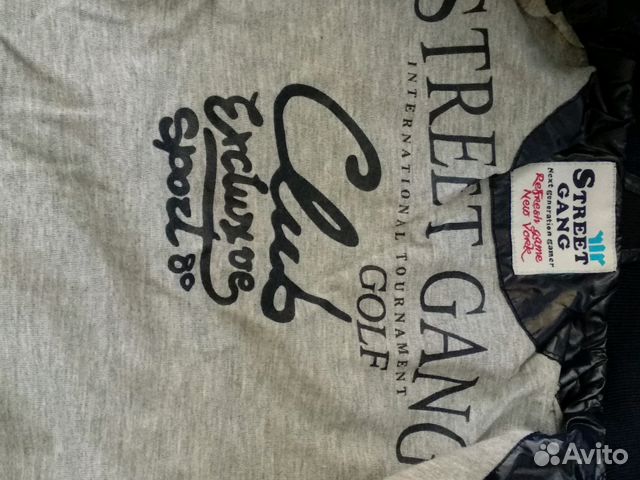 STREET GANG
INTERNATIONAL TOURNAMENT
GOLF
Club
Exclusive
Sport 80
STREET
GANG
Next generation gamer
Refresh game
New York
Avito